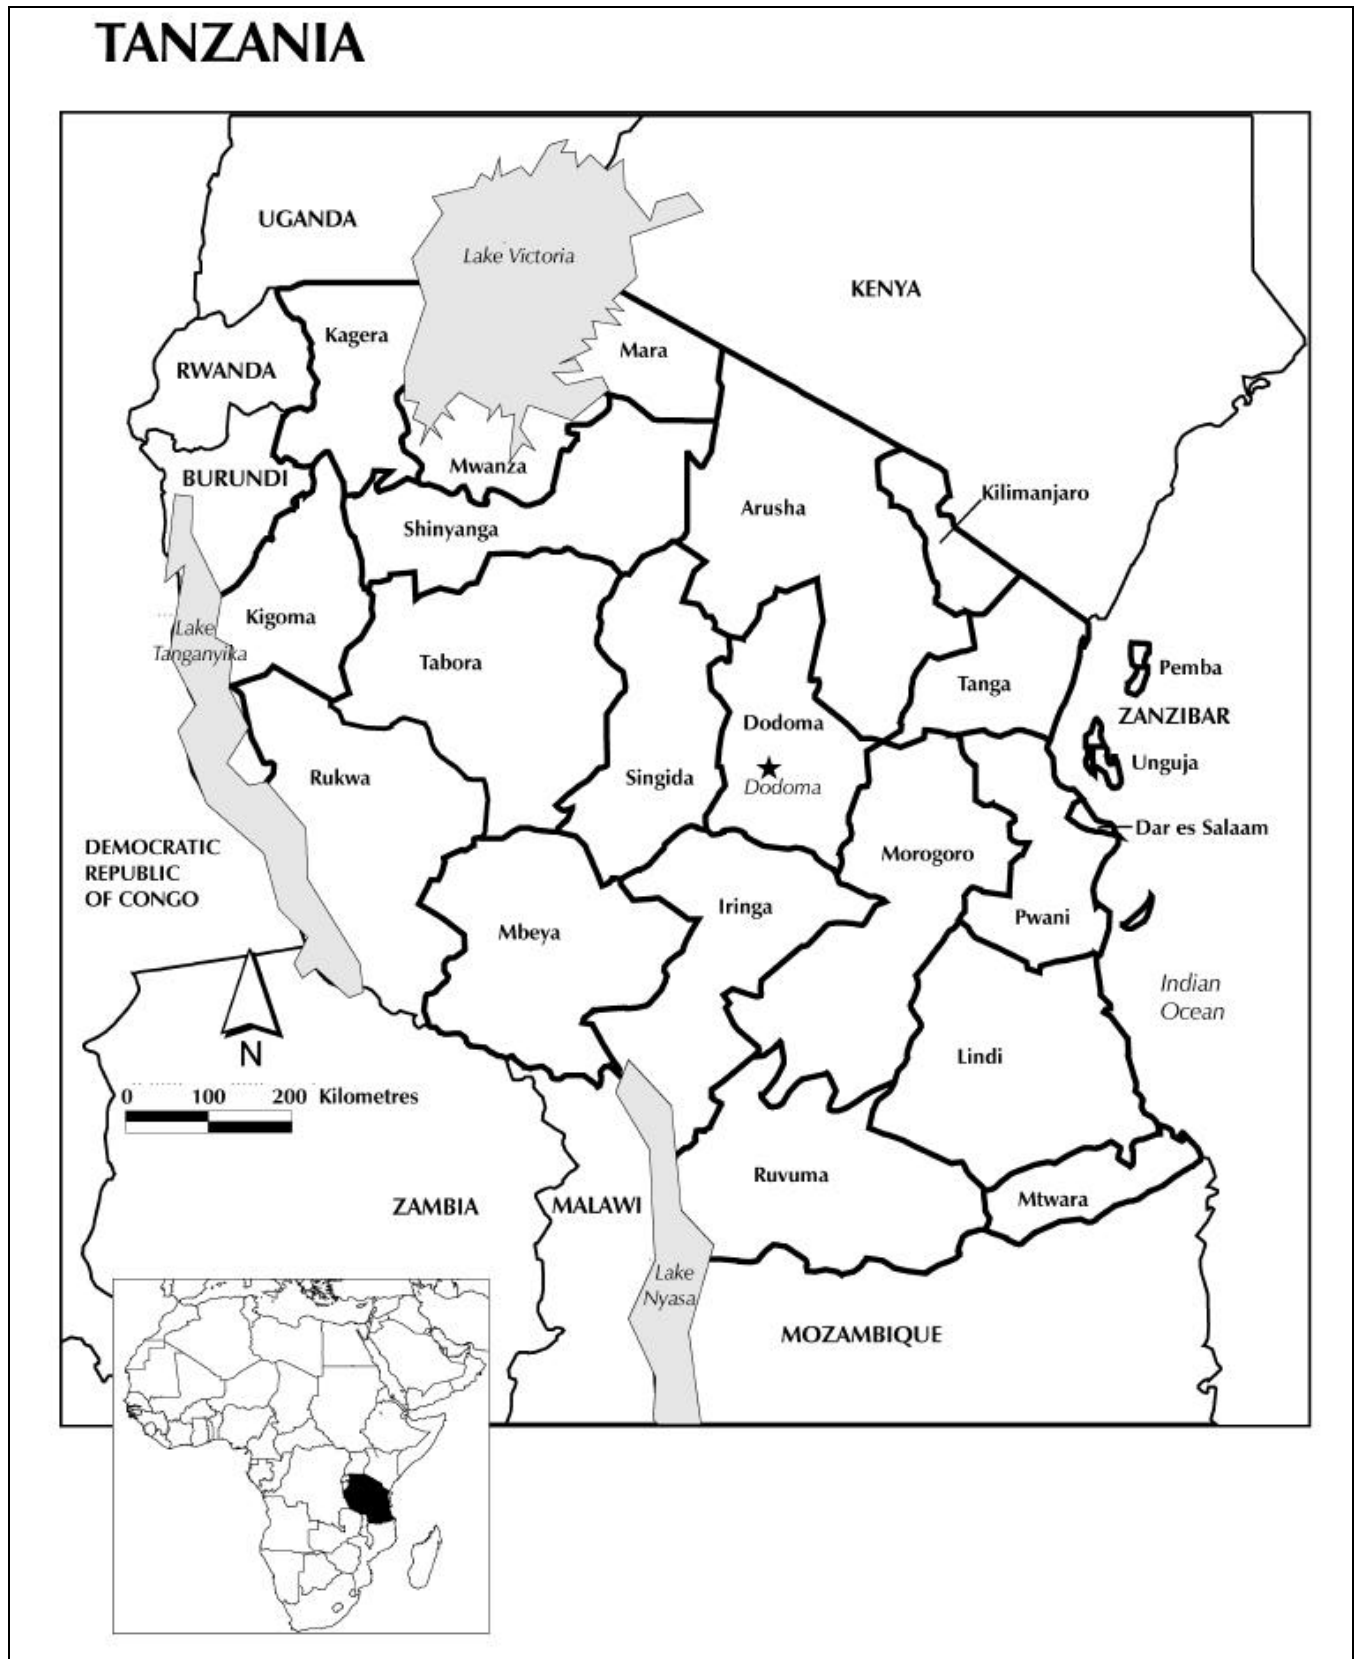 TANZANIA
UGANDA
Lake Victoria
KENYA
Kagera
Mara
RWANDA
Mwanza
BURUNDI
Kilimanjaro
Arusha
Shinyanga
Kigoma
Lake
Tanganyika
Tabora
Pemba
Tanga
ZANZIBAR
Dodoma
Unguja
Rukwa
Singida
Dodoma
Dar es Salaam
DEMOCRATIC
REPUBLIC
OF CONGO
Morogoro
Iringa
Pwani
Mbeya
Indian
Ocean
N
Lindi
0 100 200 Kilometres
Ruvuma
Mtwara
ZAMBIA
MALAWI
Lake
Nyasa
MOZAMBIQUE